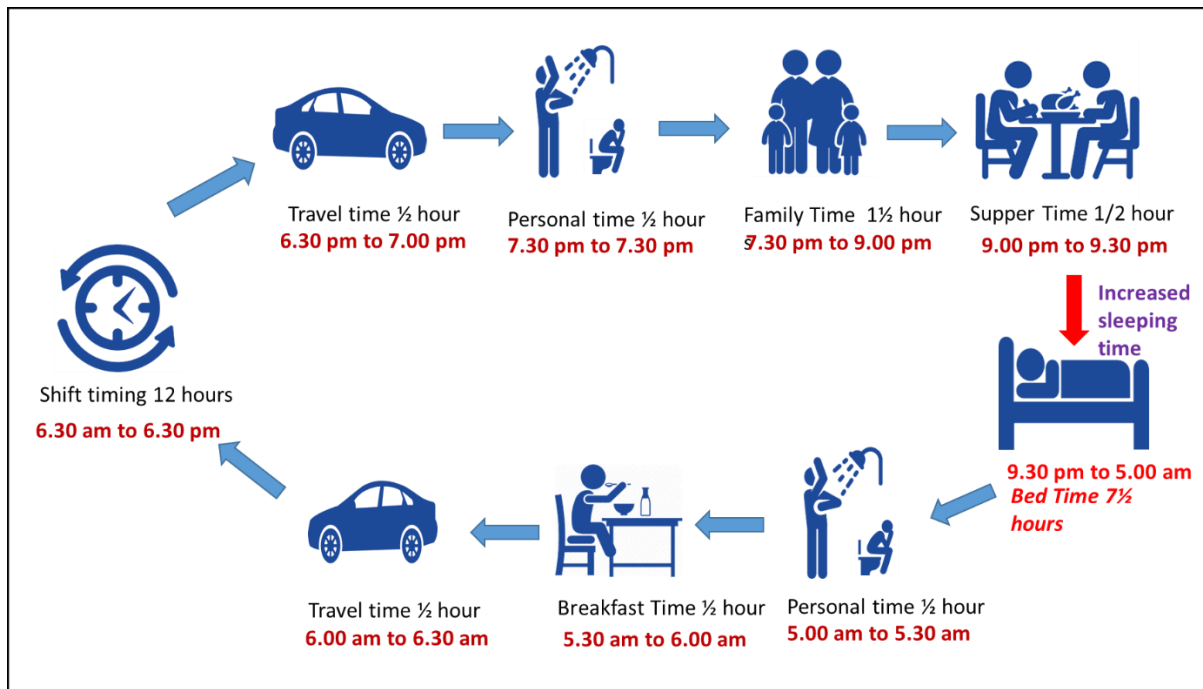 Travel time ½ hour
6.30 pm to 7.00 pm
Personal time ½ hour
7.30 pm to 7.30 pm
Family Time 1½ hour
s
7.30 pm to 9.00 pm
Supper Time 1/2 hour
9.00 pm to 9.30 pm
Increased
sleeping
time
9.30 pm to 5.00 am
Bed Time 7½
hours
Personal time ½ hour
5.00 am to 5.30 am
Breakfast Time ½ hour
5.30 am to 6.00 am
Travel time ½ hour
6.00 am to 6.30 am
Shift timing 12 hours
6.30 am to 6.30 pm